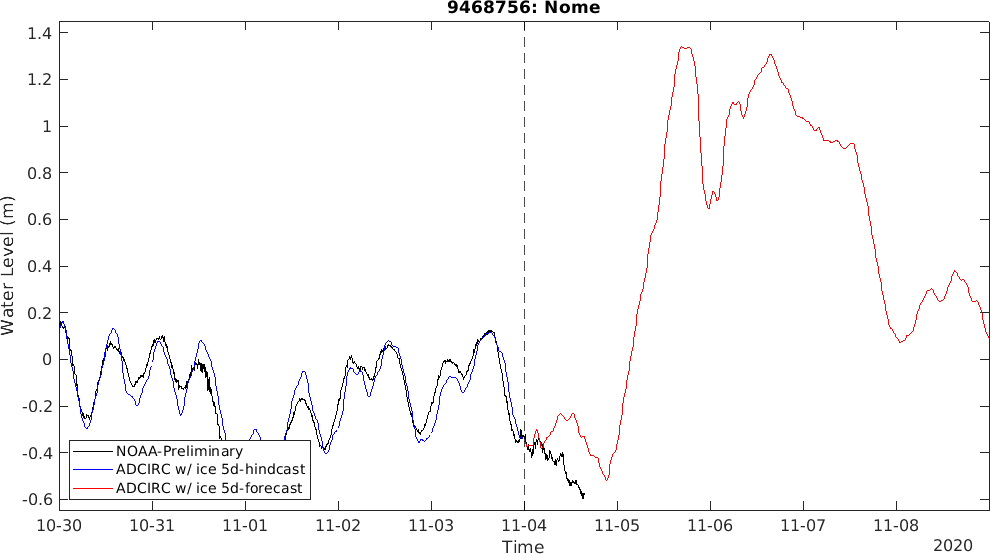 9468756: Nome
1.4
1.2
1
0.8
0.6
0.4
0.2
0
-0.2
-0.4
-0.6
Water Level (m)
NOAA-Preliminary
ADCIRC w/ ice 5d-hindcast
ADCIRC w/ ice 5d-forecast
10-30 10-31 11-01 11-02 11-03 11-04 11-05 11-06 11-07 11-08
Time
2020